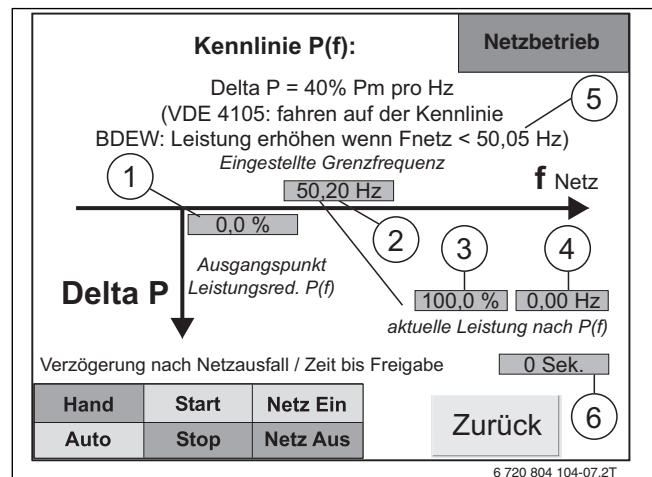 Kennlinie P(f):
Netzbetrieb
Delta P = 40% Pm pro Hz
(VDE 4105: fahren auf der Kennlinie
BDEW: Leistung erhöhen wenn Fnetz < 50,05 Hz)
5
Eingestellte Grenzfrequenz
1
50,20 Hz
f Netz
0,0 %
2
3
4
Ausgangspunkt
Leistungsred. P(f)
Delta P
100,0 %
0,00 Hz
aktuelle Leistung nach P(f)
Verzögerung nach Netzausfall / Zeit bis Freigabe
0 Sek.
Hand
Start
Netz Ein
Auto
Stop
Netz Aus
Zurück
6
6 720 804 104-07.2T